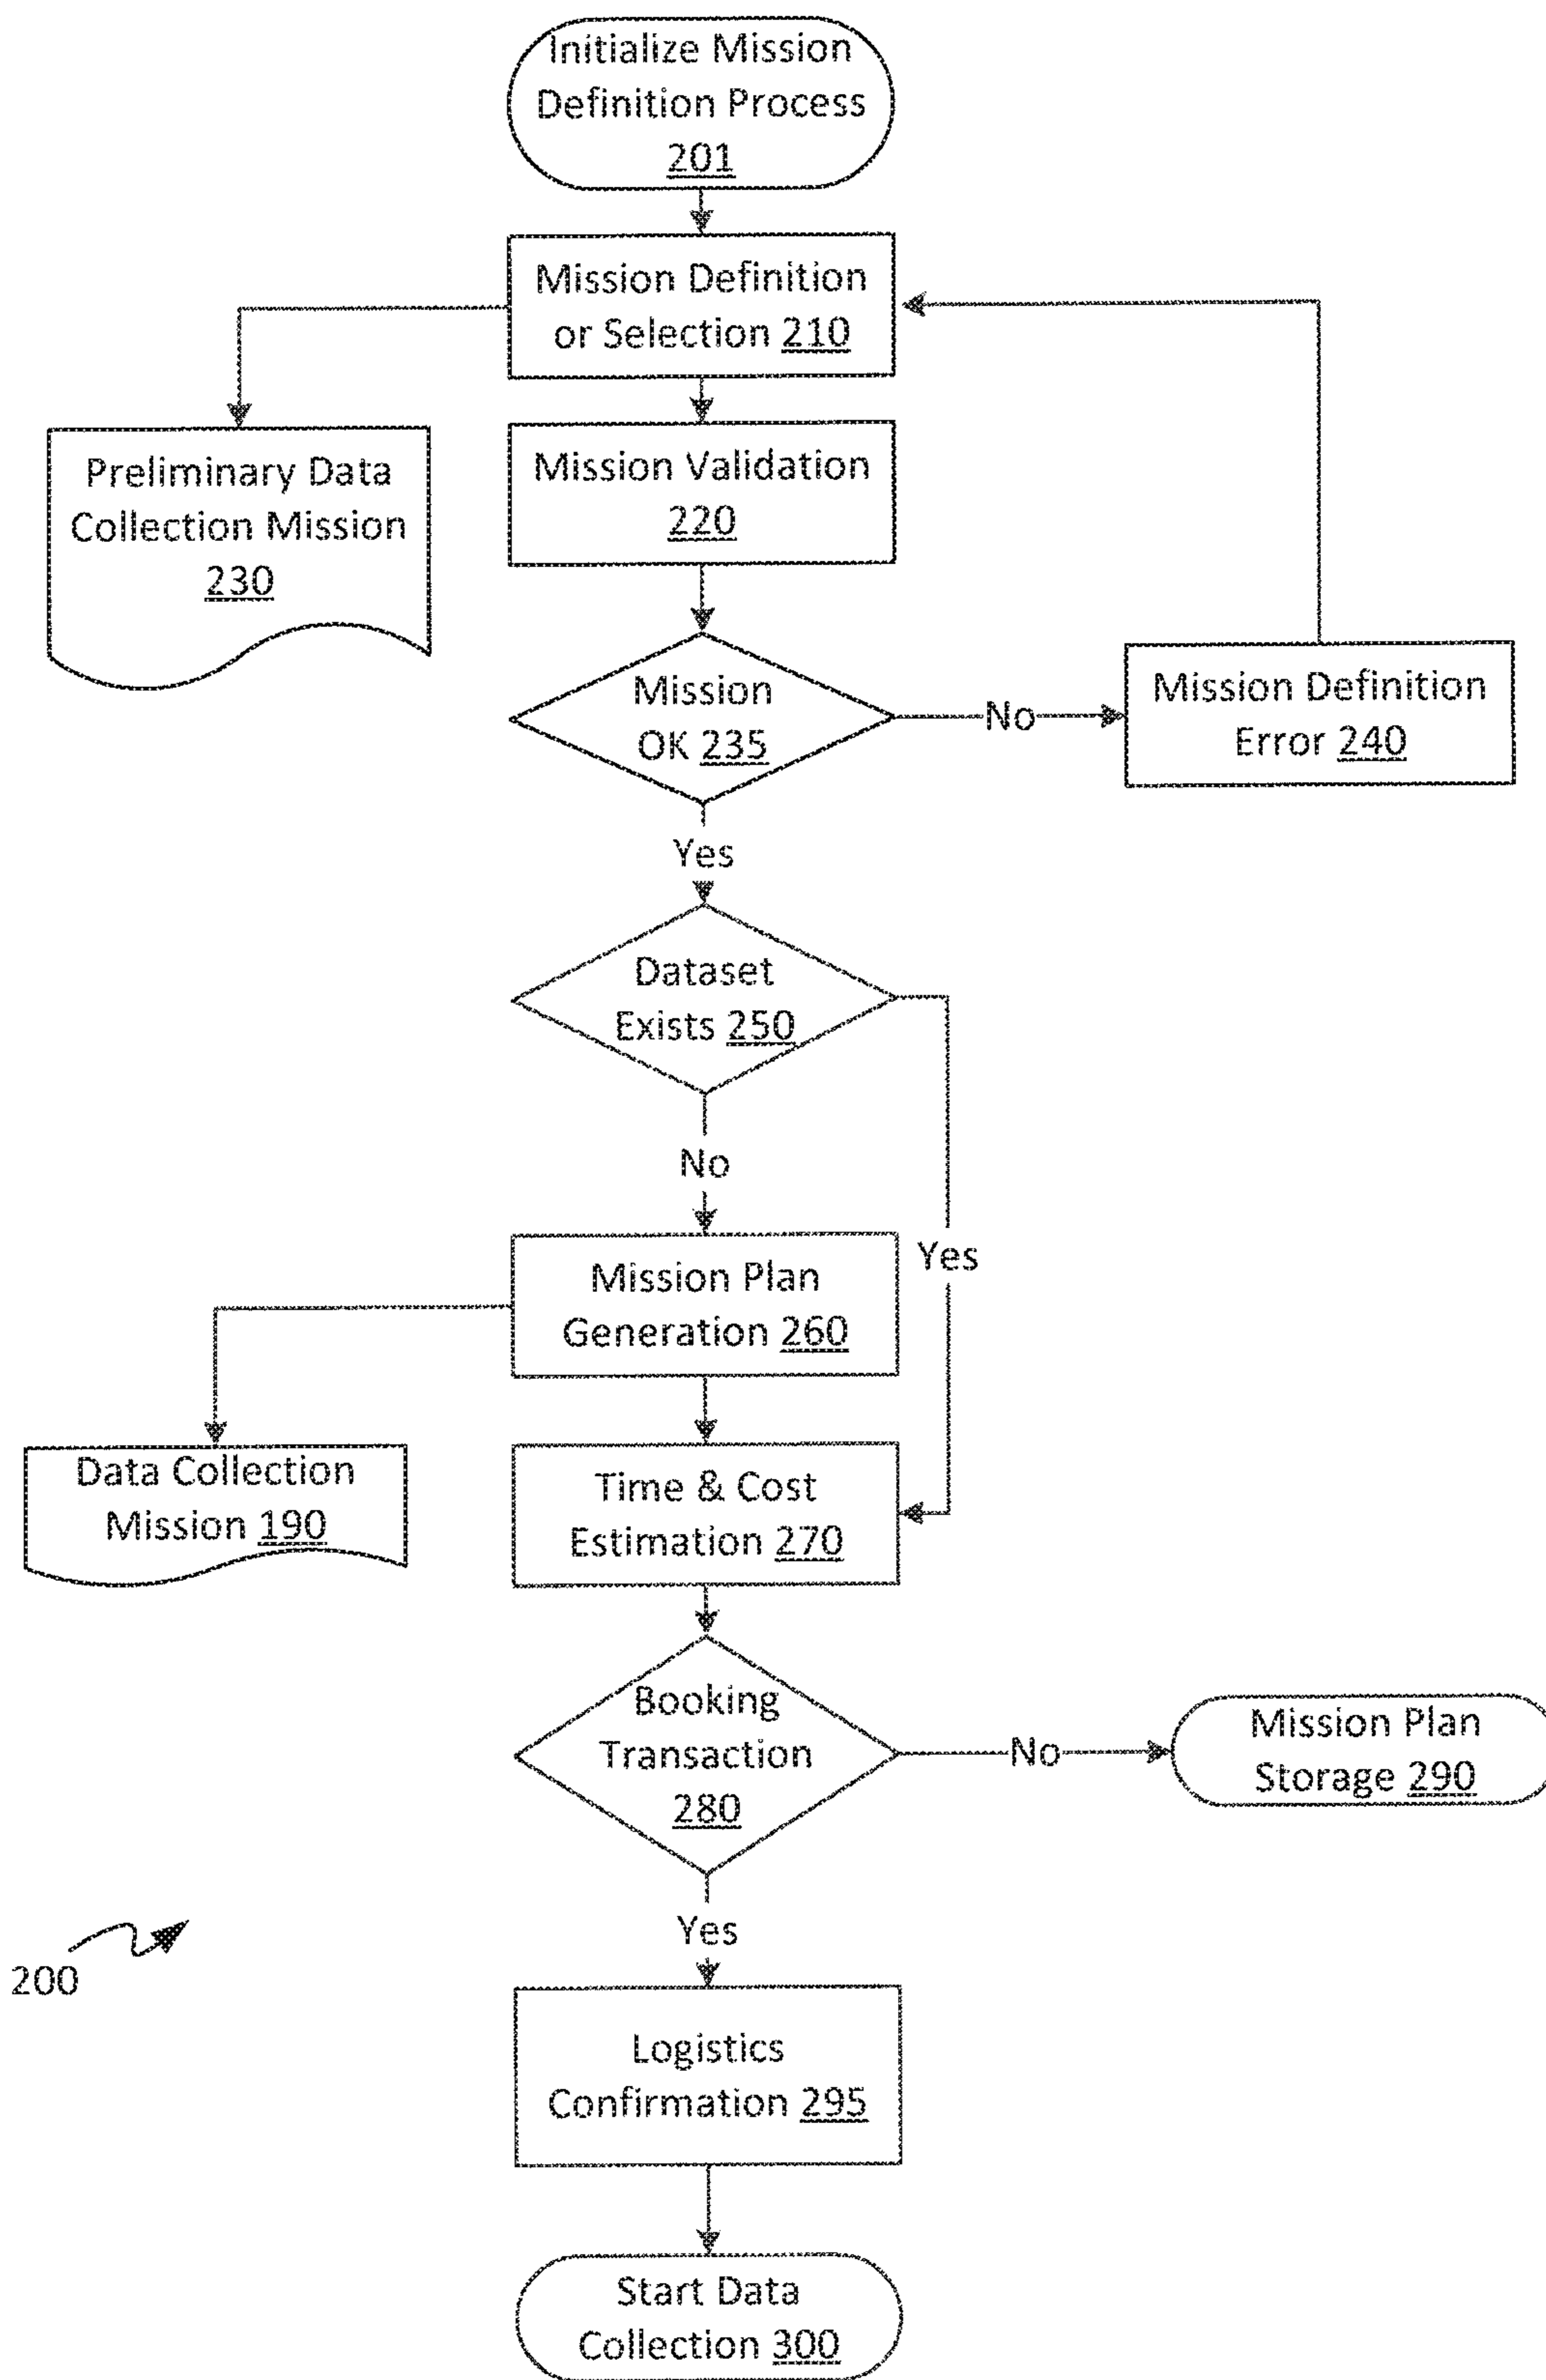 Initialize Mission
Definition Process
201
Mission Definition
or Selection 210
Preliminary Data
Collection Mission
230
Mission Validation
220
Mission
OK 235
No
Mission Definition
Error 240
Yes
Dataset
Exists 250
No
Yes
Mission Plan
Generation 260
Data Collection
Mission 190
Time & Cost
Estimation 270
Booking
Transaction
280
No
Mission Plan
Storage 290
Yes
200
Logistics
Confirmation 295
Start Data
Collection 300